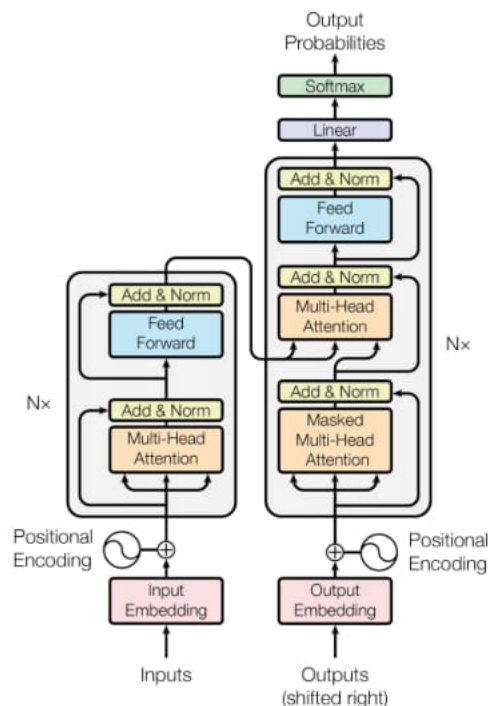 Output
Probabilities
Softmax
Linear
Add & Norm
Feed
Forward
Add & Norm
Multi-Head
Attention
Add & Norm
Masked
Multi-Head
Attention
N×
Add & Norm
Feed
Forward
Add & Norm
Multi-Head
Attention
N×
Positional
Encoding
Positional
Encoding
Input
Embedding
Output
Embedding
Inputs
Outputs
(shifted right)